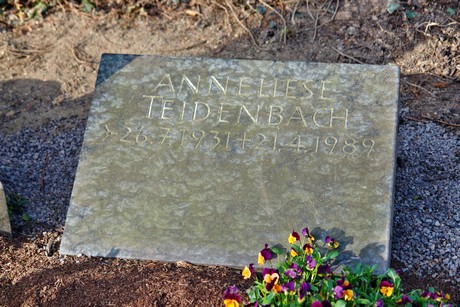 ANNELIESE
TEIDENBACH
* 26.7.1931 + 21.4.1989